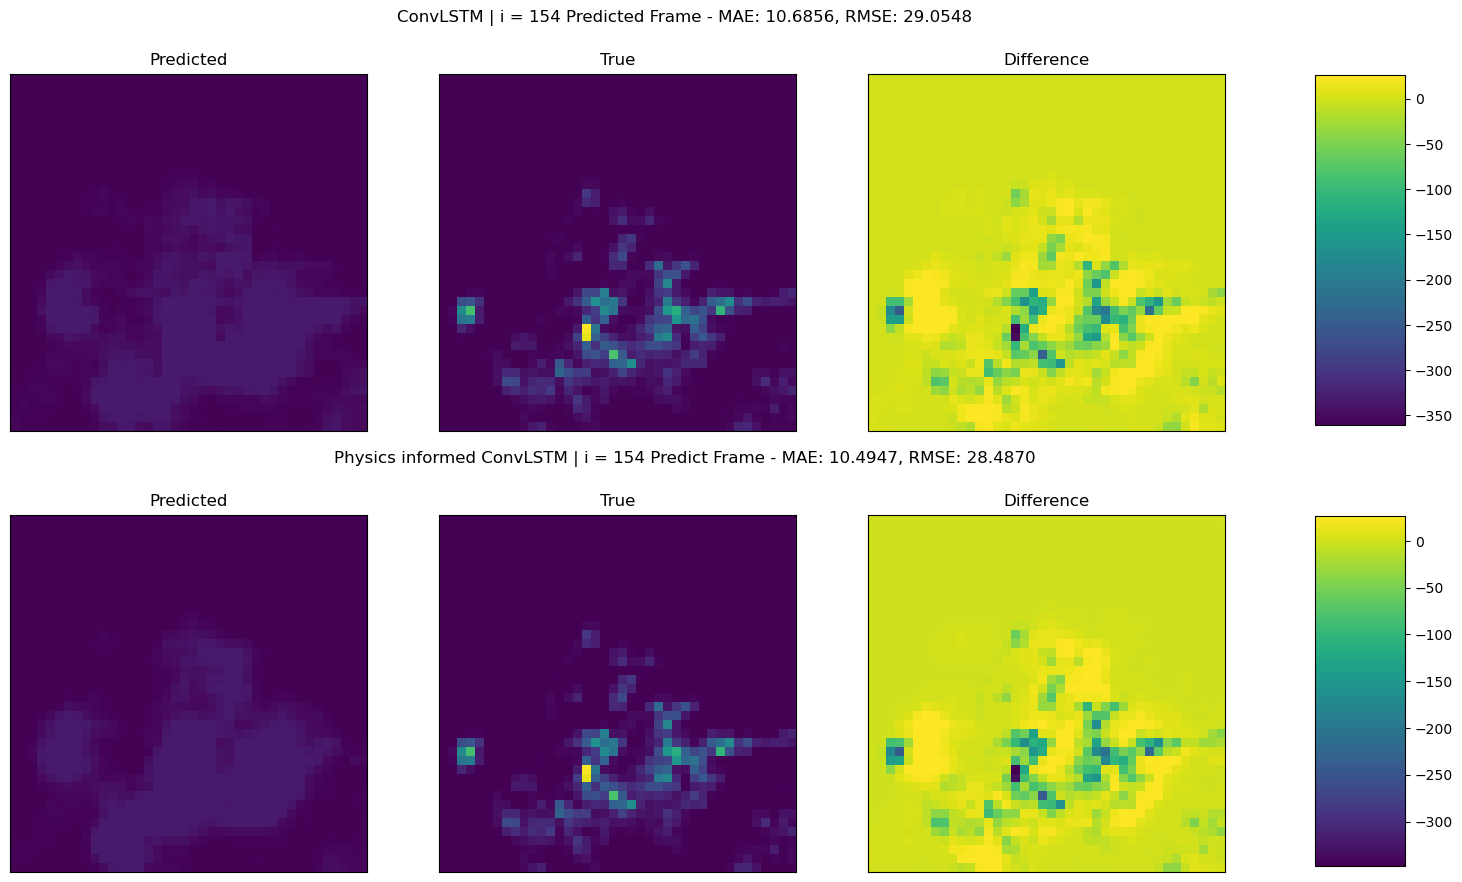 ConvLSTM | i = 154 Predicted Frame - MAE: 10.6856, RMSE: 29.0548
Predicted
True
Difference
0
−50
−100
−150
−200
−250
−300
−350
Physics informed ConvLSTM | i = 154 Predict Frame - MAE: 10.4947, RMSE: 28.4870
Predicted
True
Difference
0
−50
−100
−150
−200
−250
−300